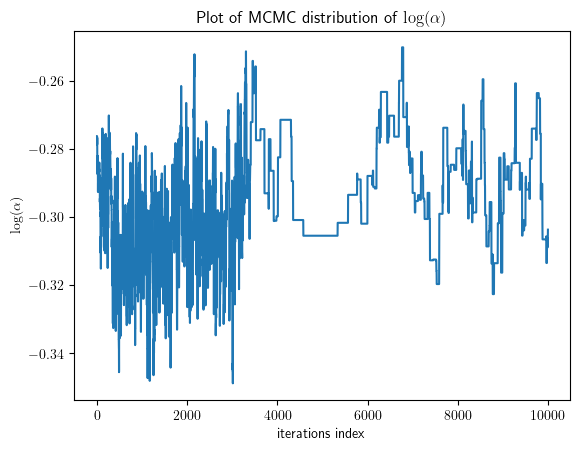 Plot of MCMC distribution of log(α)
log(α)
−0.26
−0.28
−0.30
−0.32
−0.34
0 2000 4000 6000 8000 10000
iterations index